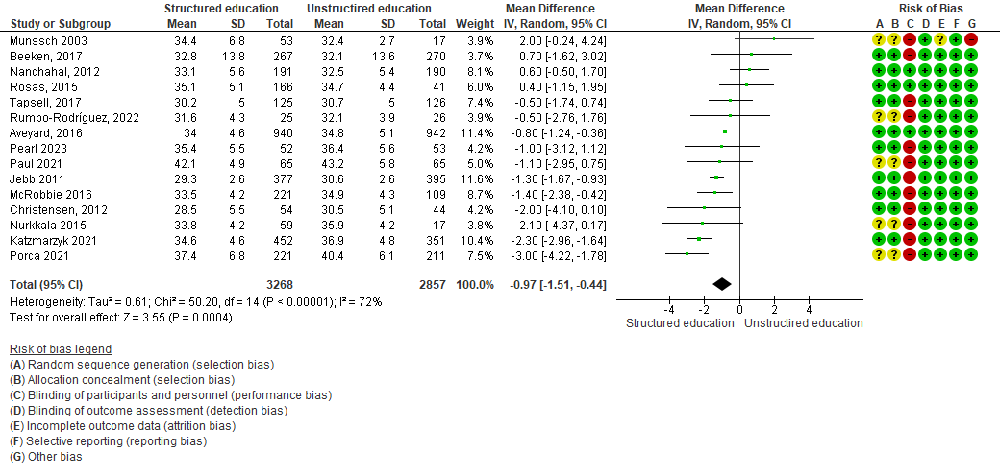 Structured education Unstructired education Mean Difference Mean Difference Risk of Bias
Study or Subgroup Mean SD Total Mean SD Total Weight IV, Random, 95% CI IV, Random, 95% CI A B C D E F G
Munssch 2003 34.4 6.8 53 32.4 2.7 17 3.9% 2.00 [-0.24, 4.24] ? ? - + ? + -
Beeken, 2017 32.8 13.8 267 32.1 13.6 270 3.8% 0.70 [-1.62, 3.02] + + - + + + +
Nanchahal, 2012 33.1 5.6 191 32.5 5.4 190 8.1% 0.60 [-0.50, 1.70] + + + + + + +
Rosas, 2015 35.1 5.1 166 34.7 4.4 41 6.0% 0.40 [-1.15, 1.95] + + + + + + +
Tapsell, 2017 30.2 5 125 30.7 5 126 7.4% -0.50 [-1.74, 0.74] + + - + + + +
Rumbo-Rodríguez, 2022 31.6 4.3 25 32.1 3.9 26 3.8% -0.50 [-2.76, 1.76] ? ? - + + + +
Aveyard, 2016 34 4.6 940 34.8 5.1 942 11.4% -0.80 [-1.24, -0.36] + + + + + + +
Pearl 2023 35.4 5.5 52 36.4 5.6 53 4.2% -1.00 [-3.12, 1.12] + + - + + + +
Paul 2021 42.1 4.9 65 43.2 5.8 65 5.0% -1.10 [-2.95, 0.75] ? ? - + + + +
Jebb 2011 29.3 2.6 377 30.6 2.6 395 11.6% -1.30 [-1.67, -0.93] + + - + + + +
McRobbie 2016 33.5 4.2 221 34.9 4.3 109 8.7% -1.40 [-2.38, -0.42] + + - + + + +
Christensen, 2012 28.5 5.5 54 30.5 5.1 44 4.3% -2.00 [-4.10, 0.10] + + - + + + +
Nurkkala 2015 33.8 4.2 59 35.9 4.2 17 4.0% -2.10 [-4.37, 0.17] ? ? - + + + +
Katzmarzyk 2021 34.6 4.6 452 36.9 4.8 351 10.4% -2.30 [-2.96, -1.64] + + - + + + +
Porca 2021 37.4 6.8 221 40.4 6.1 211 7.5% -3.00 [-4.22, -1.78] ? ? - + + + +
Total (95% CI) 3268 2857 100.0% -0.97 [-1.51, -0.44]
Heterogeneity: Tau² = 0.61; Chi² = 50.20, df = 14 (P < 0.00001); I² = 72%
Test for overall effect: Z = 3.55 (P = 0.0004)
-4 -2 0 2 4
Structured education Unstructired education
Risk of bias legend
(A) Random sequence generation (selection bias)
(B) Allocation concealment (selection bias)
(C) Blinding of participants and personnel (performance bias)
(D) Blinding of outcome assessment (detection bias)
(E) Incomplete outcome data (attrition bias)
(F) Selective reporting (reporting bias)
(G) Other bias